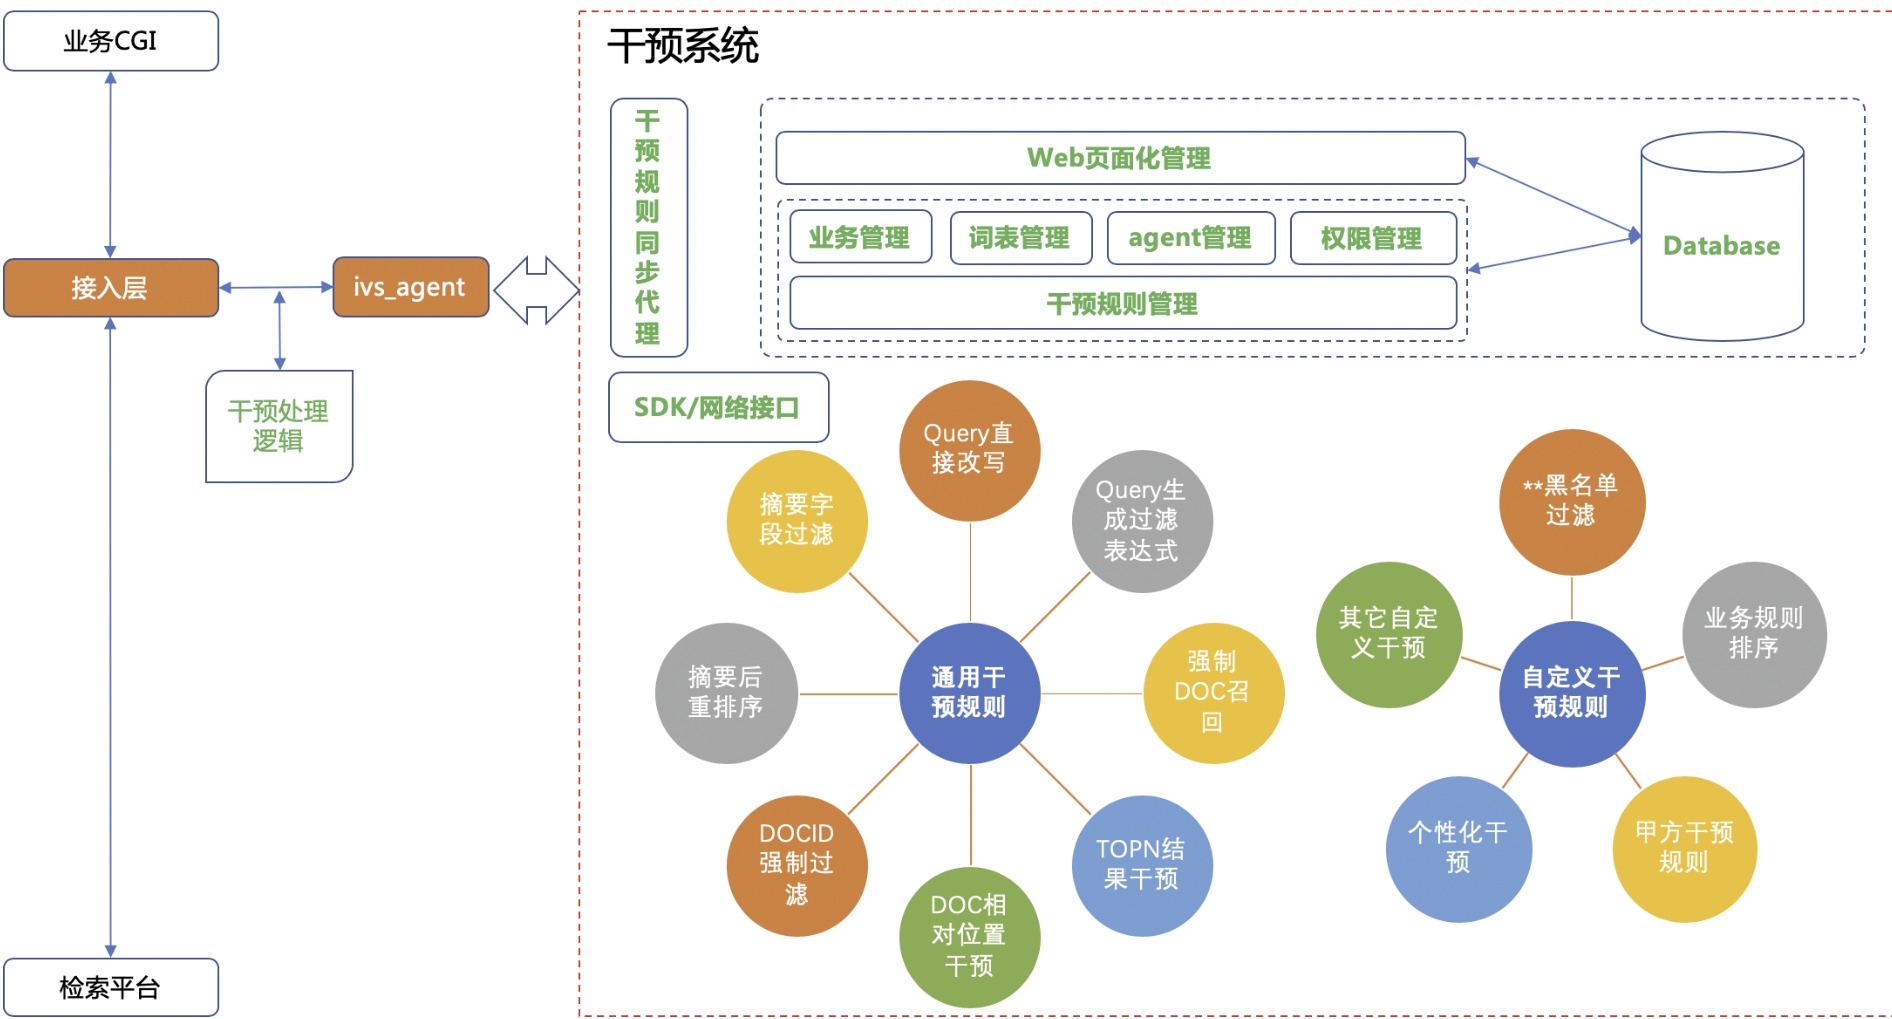 业务CGI
接入层
ivs_agent
干预处理
逻辑
检索平台
干预系统
干
预
规
则
同
步
代
理
Web页面化管理
业务管理
词表管理
agent管理
权限管理
干预规则管理
Database
SDK/网络接口
Query直
接改写
Query生
成过滤
表达式
强制
DOC召
回
TOPN结
果干预
DOC相
对位置
干预
DOCID
强制过
滤
摘要后
重排序
摘要字
段过滤
通用干
预规则
**黑名单
过滤
业务规则
排序
甲方干预
规则
个性化干
预
其它自定
义干预
自定义干
预规则